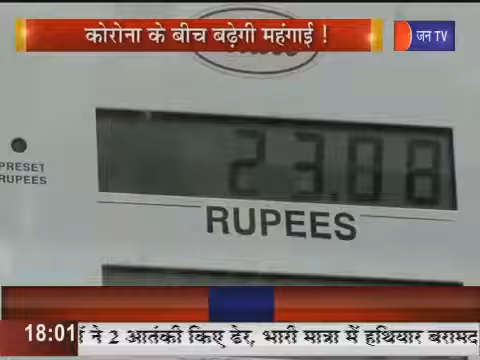 कोरोना के बीच बढ़ेगी महंगाई !
जन TV
PRESET
RUPEES
23.08
RUPEES
18:01
ने 2 आतंकी किए ढेर, भारी मात्रा में हथियार बरामद